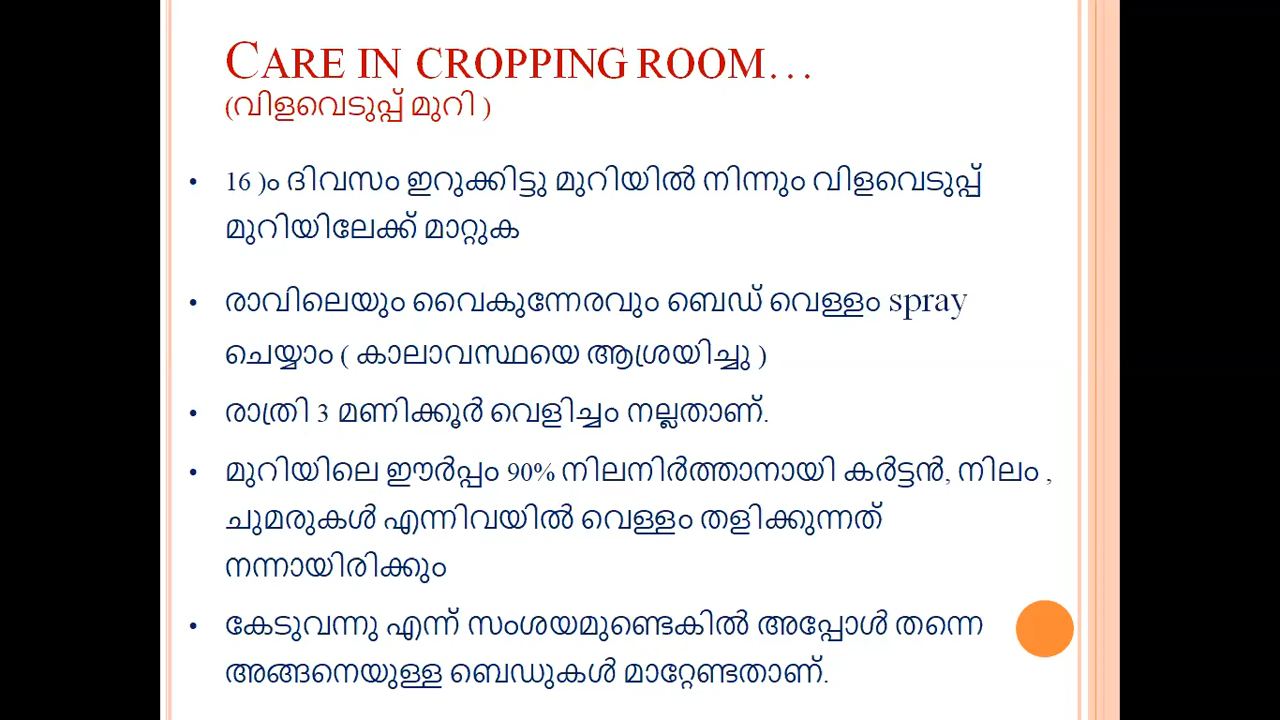 CARE IN CROPPING ROOM...
(വിളവെടുപ്പ് മുറി )
• 16 )ം ദിവസം ഇറുക്കിട്ടു മുറിയിൽ നിന്നും വിളവെടുപ്പ്
മുറിയിലേക്ക് മാറ്റുക
• രാവിലെയും വൈകുന്നേരവും ബെഡ് വെള്ളം spray
ചെയ്യാം ( കാലാവസ്ഥയെ ആശ്രയിച്ചു )
• രാത്രി 3 മണിക്കൂർ വെളിച്ചം നല്ലതാണ്.
• മുറിയിലെ ഈർപ്പം 90% നിലനിർത്താനായി കർട്ടൻ, നിലം ,
ചുമരുകൾ എന്നിവയിൽ വെള്ളം തളിക്കുന്നത്
നന്നായിരിക്കും
• കേടുവന്നു എന്ന് സംശയമുണ്ടെകിൽ അപ്പോൾ തന്നെ
അങ്ങനെയുള്ള ബെഡുകൾ മാറ്റേണ്ടതാണ്.